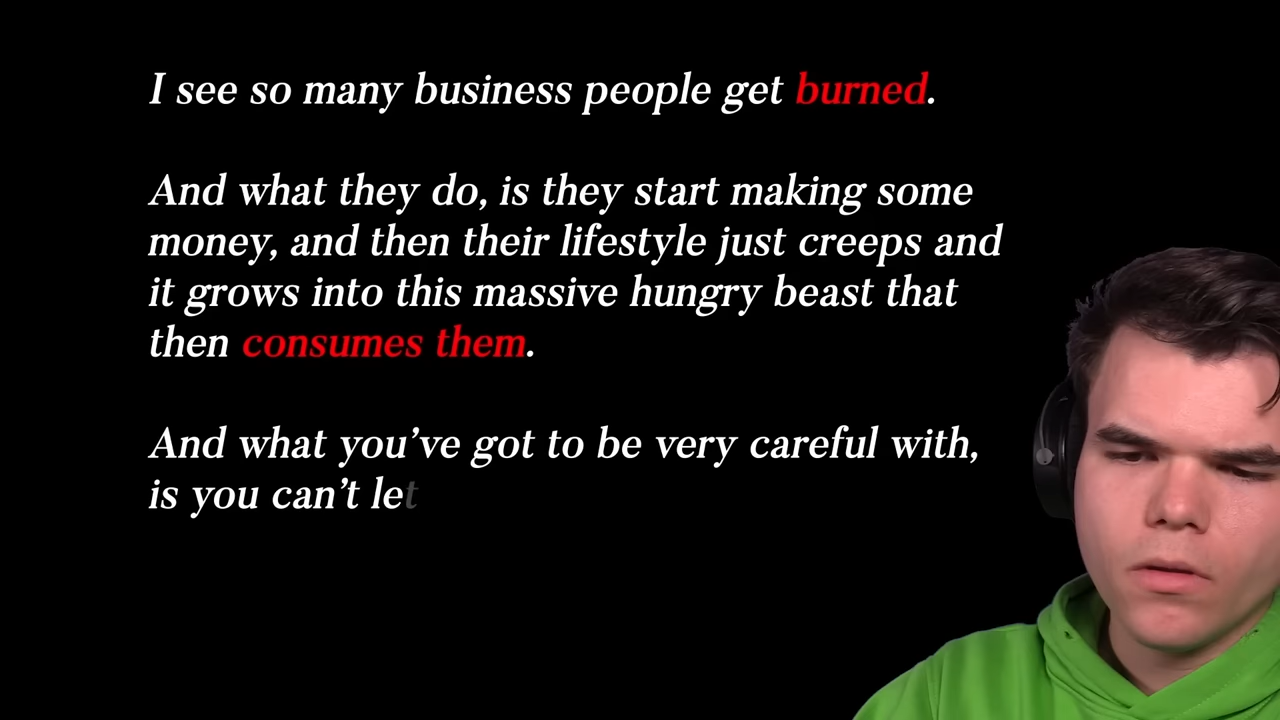 I see so many business people get burned.
And what they do, is they start making some
money, and then their lifestyle just creeps and
it grows into this massive hungry beast that
then consumes them.
And what you’ve got to be very careful with,
is you can’t let